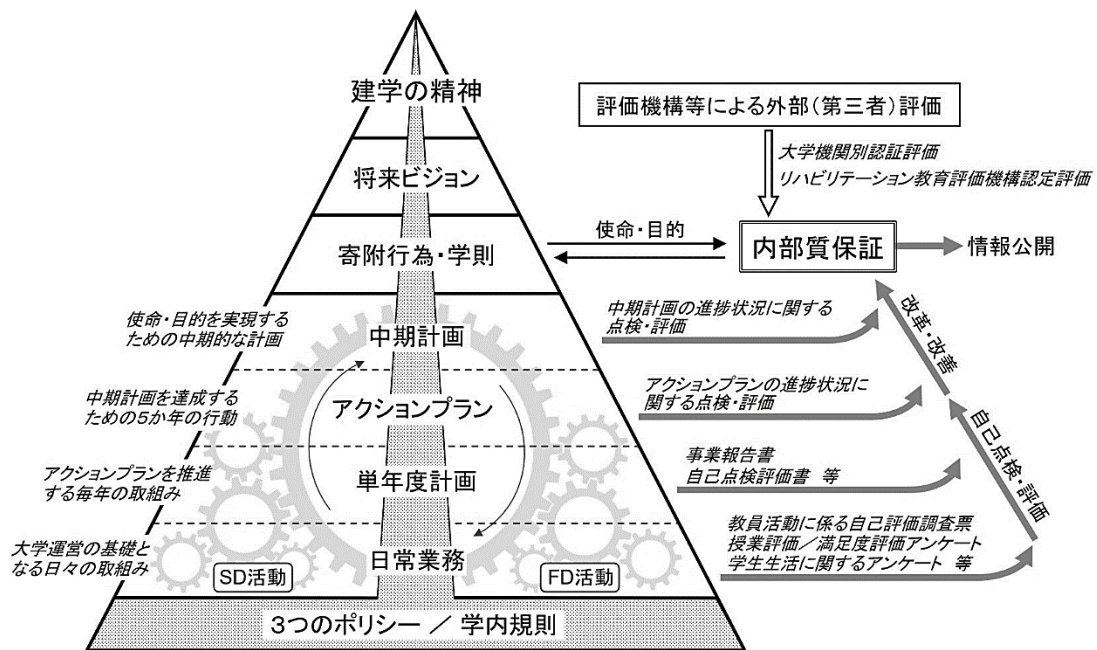 建学の精神
将来ビジョン
寄附行為・学則
中期計画
アクションプラン
単年度計画
日常業務
SD活動
FD活動
3つのポリシー ／ 学内規則
使命・目的を実現する
ための中期的な計画
中期計画を達成する
ための5か年の行動
アクションプランを推進
する毎年の取組み
大学運営の基礎と
なる日々の取組み
評価機構等による外部（第三者）評価
大学機関別認証評価
リハビリテーション教育評価機構認定評価
使命・目的
内部質保証
情報公開
中期計画の進捗状況に関する
点検・評価
アクションプランの進捗状況に
関する点検・評価
事業報告書
自己点検評価書 等
教員活動に係る自己評価調査票
授業評価／満足度評価アンケート
学生生活に関するアンケート 等
改革・改善
自己点検・評価